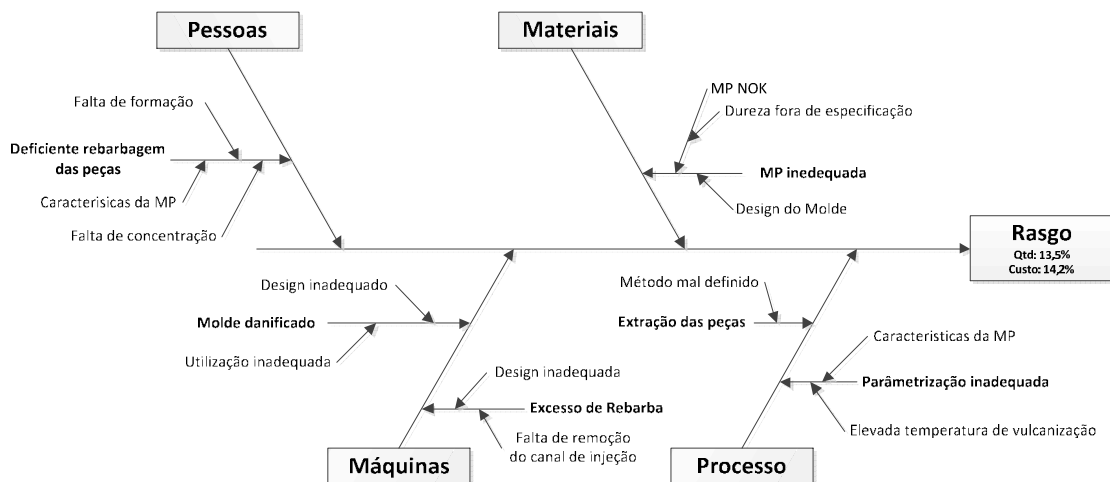 Pessoas
Materiais
Falta de formação
Deficiente rebarbagem
das peças
Caracterisicas da MP
Falta de concentração
MP NOK
Dureza fora de especificação
MP inedequada
Design do Molde
Rasgo
Qtd: 13,5%
Custo: 14,2%
Design inadequado
Molde danificado
Utilização inadequada
Design inadequada
Excesso de Rebarba
Falta de remoção
do canal de injeção
Método mal definido
Extração das peças
Caracteristicas da MP
Parâmetrização inadequada
Elevada temperatura de vulcanização
Máquinas
Processo